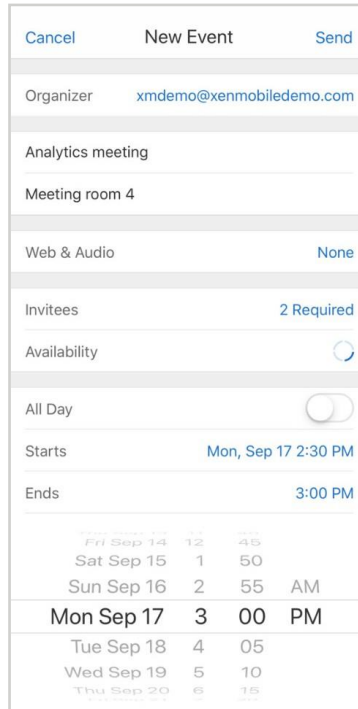 Cancel New Event Send
Organizer xmdemo@xenmobiledemo.com
Analytics meeting
Meeting room 4
Web & Audio None
Invitees 2 Required
Availability
All Day
Starts Mon, Sep 17 2:30 PM
Ends 3:00 PM
Fri Sep 14 12 45
Sat Sep 15 1 50
Sun Sep 16 2 55 AM
Mon Sep 17 3 00 PM
Tue Sep 18 4 05
Wed Sep 19 5 10
Thu Sep 20 6 15